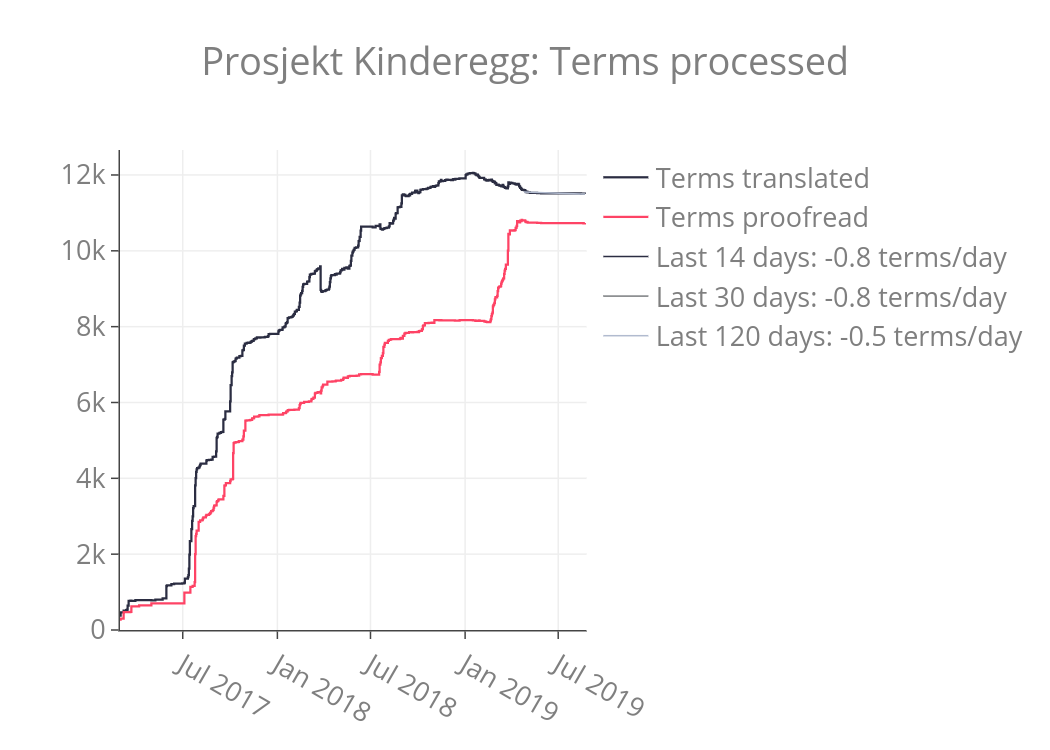 Prosjekt Kinderegg: Terms processed
12k
10k
8k
6k
4k
2k
0
Jul 2017
Jan 2018
Jul 2018
Jan 2019
Jul 2019
Terms translated
Terms proofread
Last 14 days: -0.8 terms/day
Last 30 days: -0.8 terms/day
Last 120 days: -0.5 terms/day